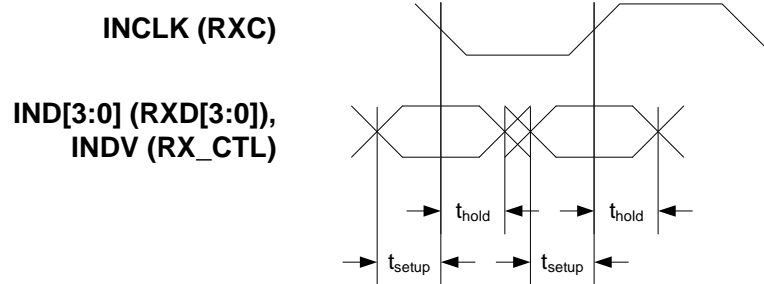 INCLK (RXC)
IND[3:0] (RXD[3:0]),
INDV (RX_CTL)
thold
thold
tsetup
tsetup